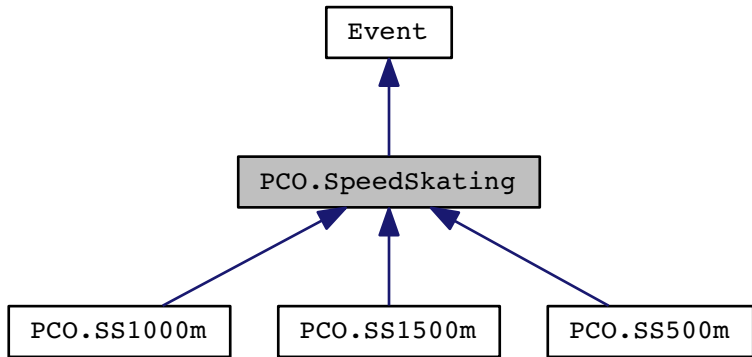 Event
PCO.SpeedSkating
PCO.SS1000m
PCO.SS1500m
PCO.SS500m